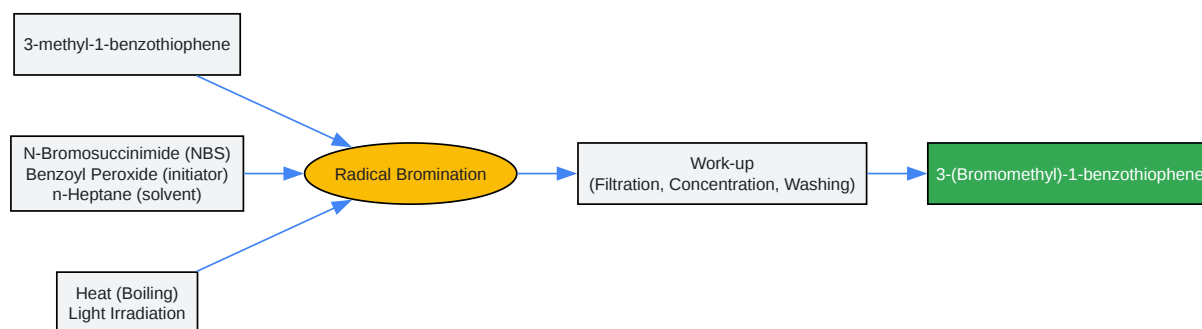 3-methyl-1-benzothiophene
N-Bromosuccinimide (NBS)
Benzoyl Peroxide (initiator)
n-Heptane (solvent)
Heat (Boiling)
Light Irradiation
Radical Bromination
Work-up
(Filtration, Concentration, Washing)
3-(Bromomethyl)-1-benzothiophene